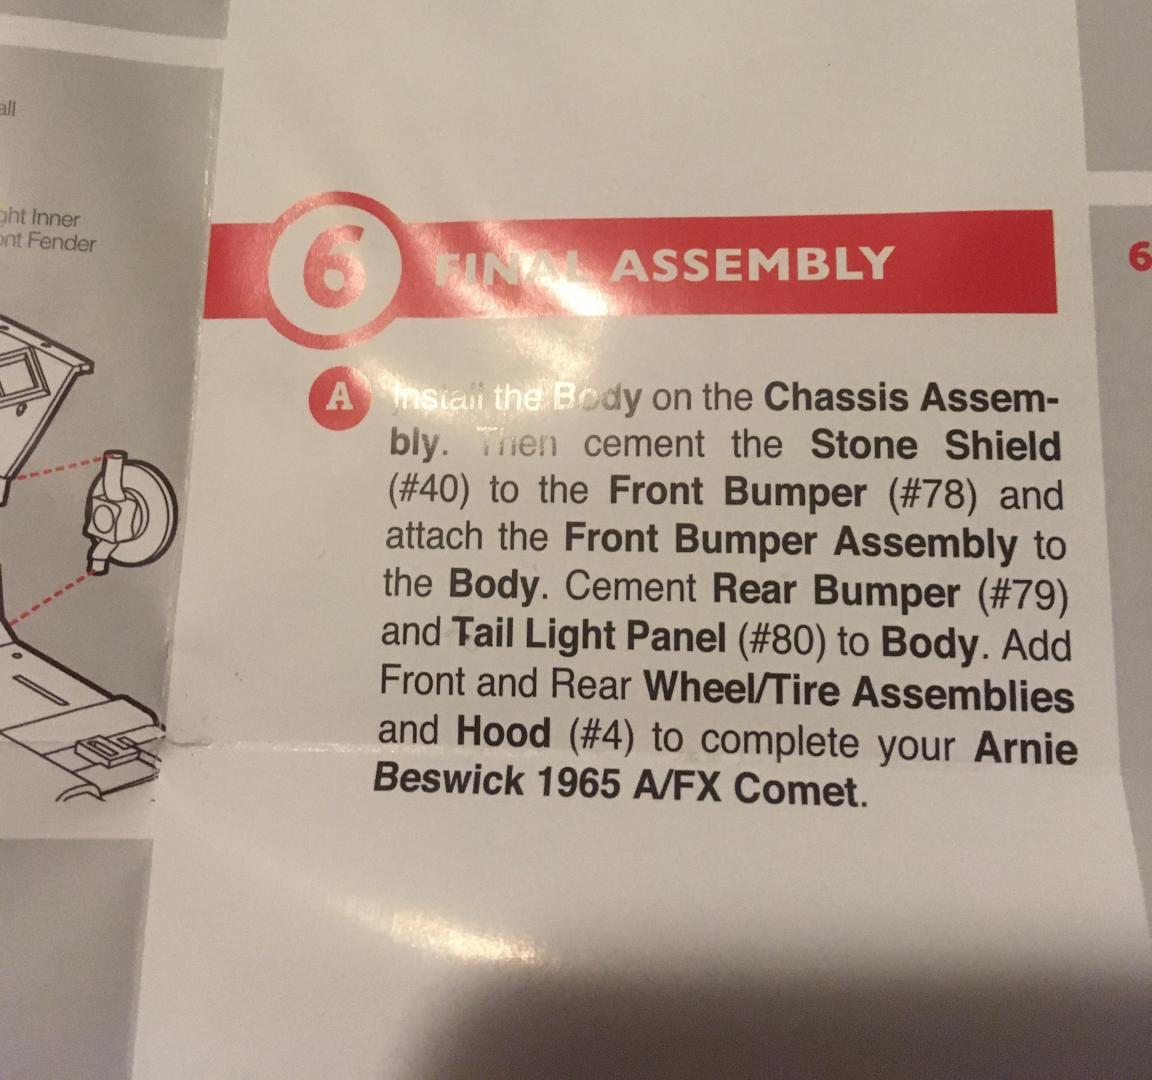 all
ght Inner
ont Fender
6 FINAL ASSEMBLY
6
A Install the Body on the Chassis Assem-
bly. Then cement the Stone Shield
(#40) to the Front Bumper (#78) and
attach the Front Bumper Assembly to
the Body. Cement Rear Bumper (#79)
and Tail Light Panel (#80) to Body. Add
Front and Rear Wheel/Tire Assemblies
and Hood (#4) to complete your Arnie
Beswick 1965 A/FX Comet.